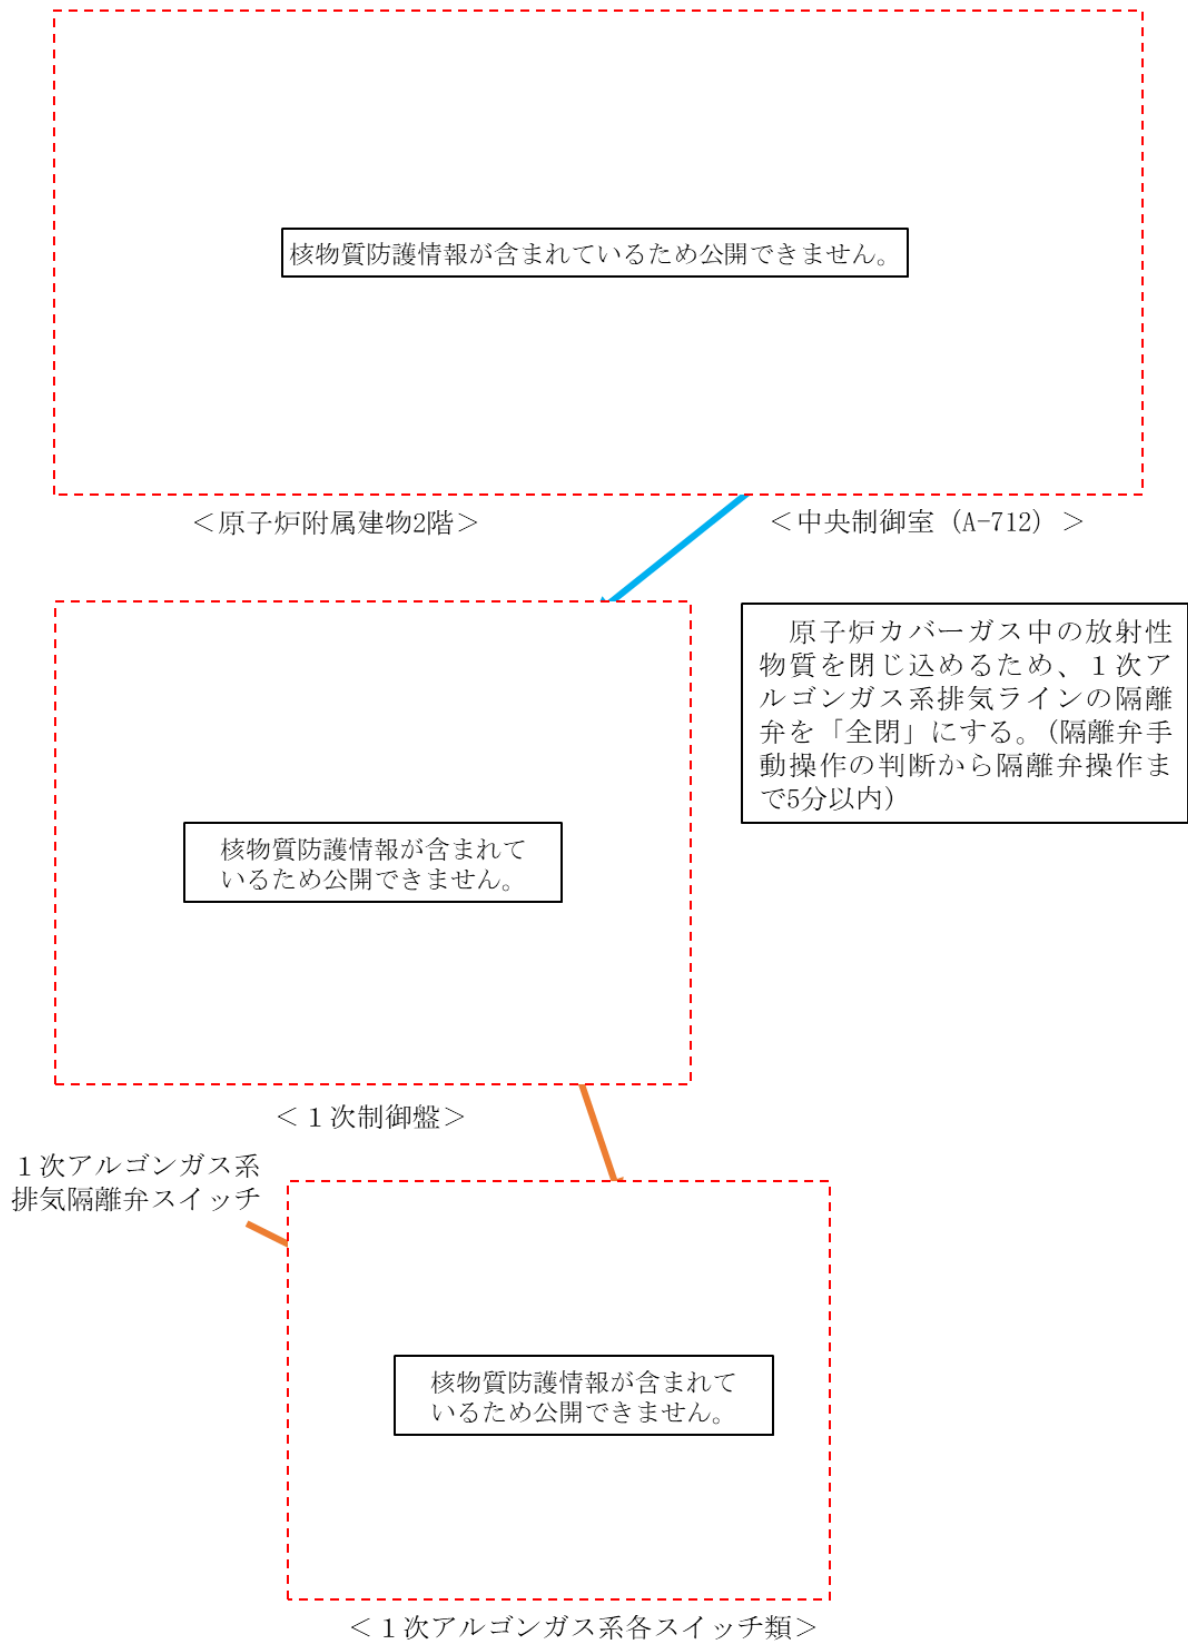 核物質防護情報が含まれているため公開できません。
＜原子炉附属建物2階＞
＜中央制御室（A-712）＞
原子炉カバーガス中の放射性
物質を閉じ込めるため、１次ア
ルゴンガス系排気ラインの隔離
弁を「全閉」にする。（隔離弁手
動操作の判断から隔離弁操作ま
で5分以内）
核物質防護情報が含まれて
いるため公開できません。
＜１次制御盤＞
１次アルゴンガス系
排気隔離弁スイッチ
核物質防護情報が含まれて
いるため公開できません。
＜１次アルゴンガス系各スイッチ類＞